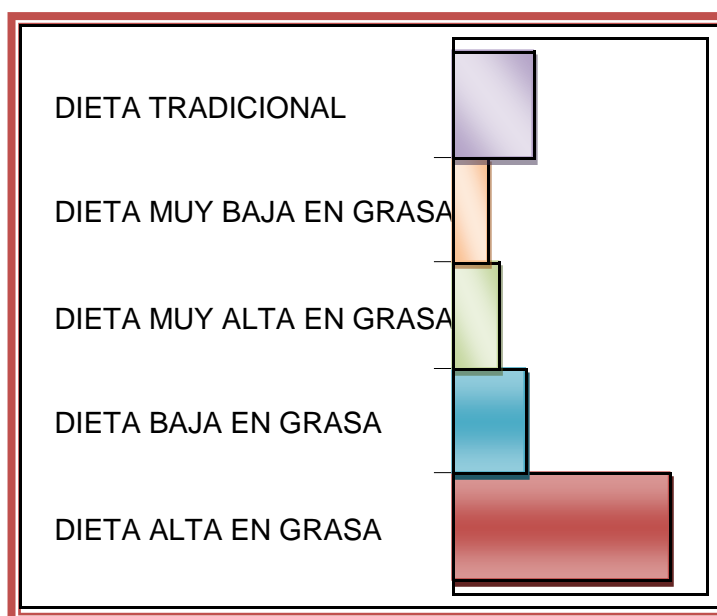 DIETA TRADICIONAL
DIETA MUY BAJA EN GRASA
DIETA MUY ALTA EN GRASA
DIETA BAJA EN GRASA
DIETA ALTA EN GRASA